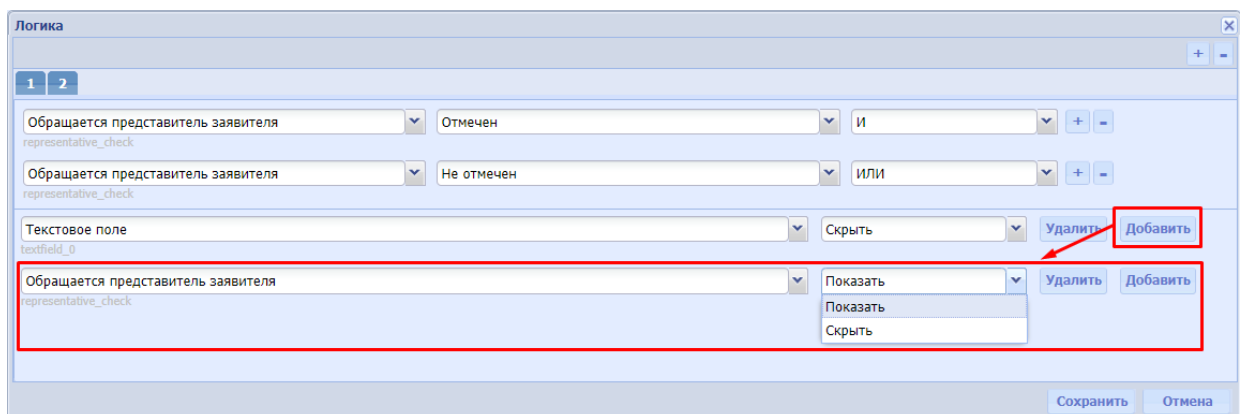 Логика
+ -
1 2
Обращается представитель заявителя Отмечен И + -
representative_check
Обращается представитель заявителя Не отмечен ИЛИ + -
representative_check
Текстовое поле Скрыть Удалить Добавить
textfield_0
Обращается представитель заявителя Показать Удалить Добавить
representative_check
Показать
Скрыть
Сохранить Отмена